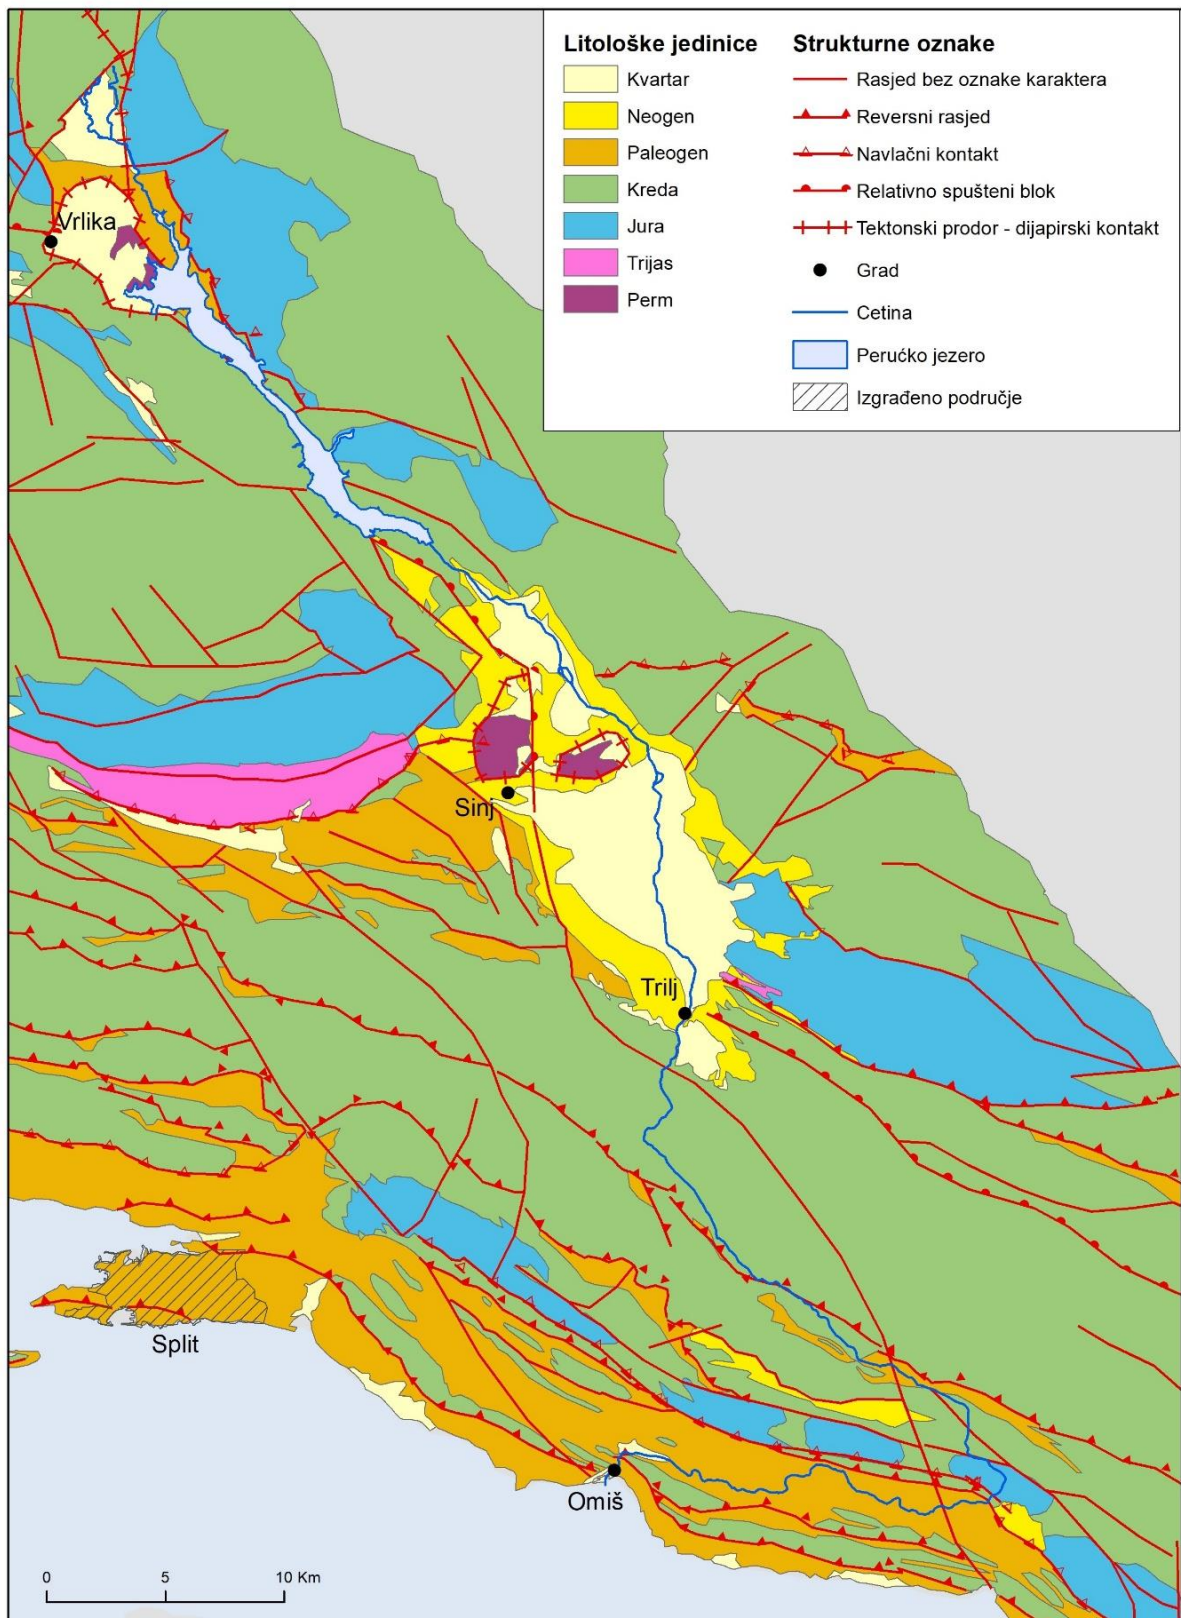 Litološke jedinice
Kvartar
Neogen
Paleogen
Kreda
Jura
Trijas
Perm
Strukturne oznake
Rasjed bez oznake karaktera
Reversni rasjed
Navlačni kontakt
Relativno spušteni blok
Tektonski prodor - dijapirski kontakt
Grad
Cetina
Perućko jezero
Izgrađeno područje
Vrlika
Sinj
Trilj
Split
Omiš
0 5 10 Km